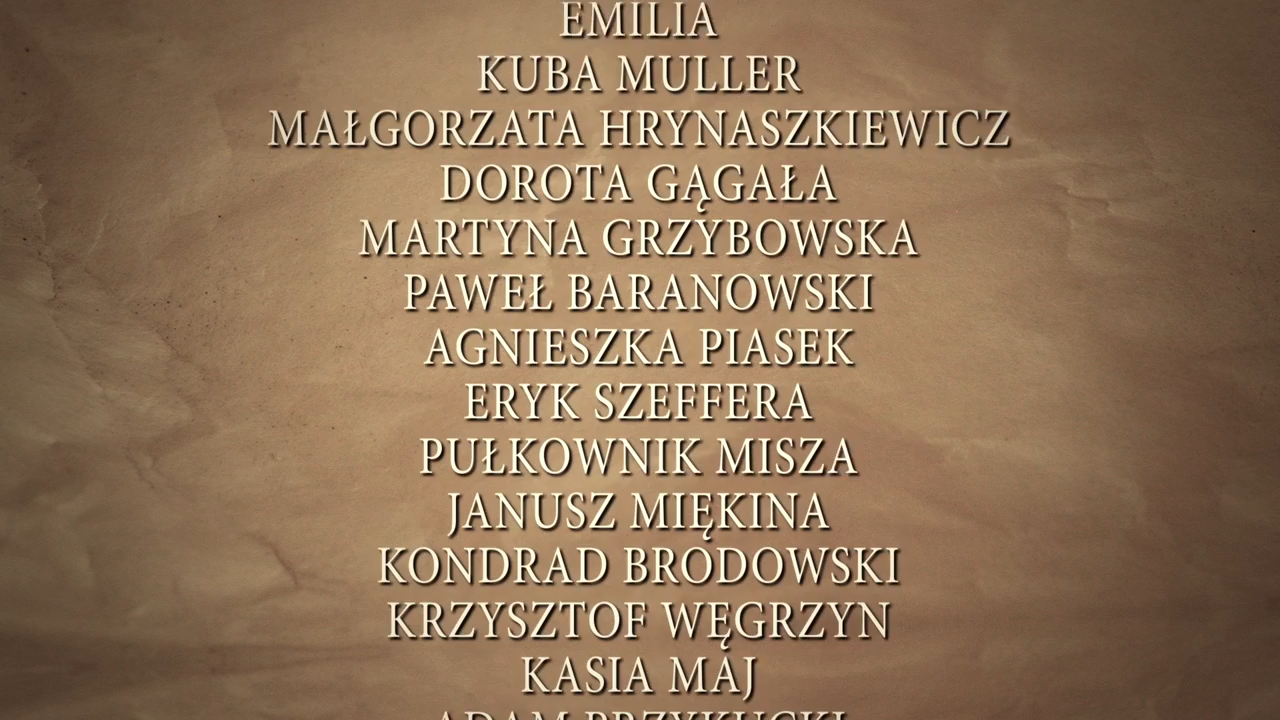 EMILIA
KUBA MULLER
MAŁGORZATA HRYNASZKIEWICZ
DOROTA GĄGAŁA
MARTYNA GRZYBOWSKA
PAWEŁ BARANOWSKI
AGNIESZKA PIASEK
ERYK SZEFFERA
PUŁKOWNIK MISZA
JANUSZ MIĘKINA
KONDRAD BRODOWSKI
KRZYSZTOF WĘGRZYN
KASIA MAJ
ADAM